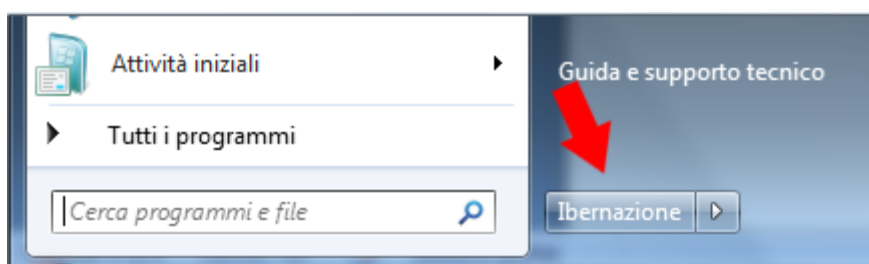 Attività iniziali
Guida e supporto tecnico
Tutti i programmi
Cerca programmi e file
Ibernazione